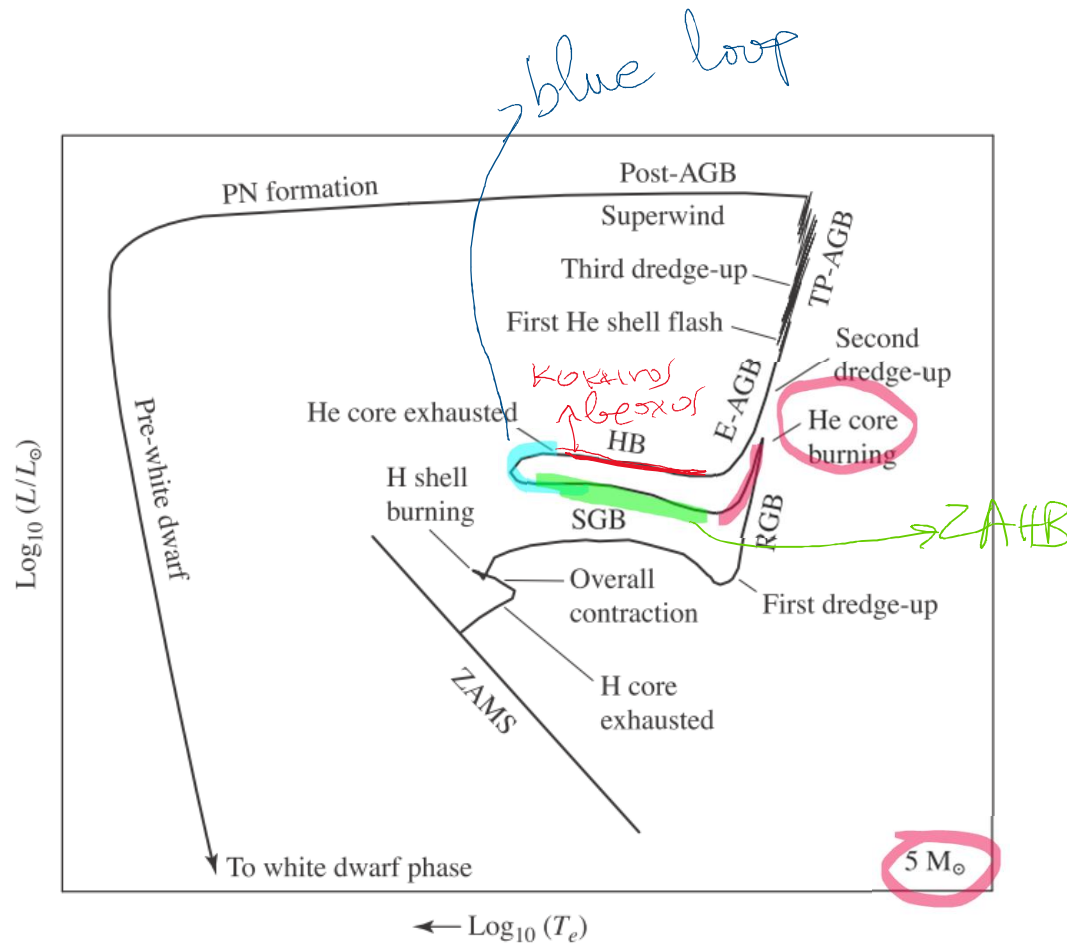 blue loop
Post-AGB
PN formation
Superwind
TP-AGB
Third dredge-up
First He shell flash
Second
dredge-up
E-AGB
κοκκινος
βραχος
He core exhausted
HB
He core
burning
H shell
burning
SGB
RGB
ZAHB
Pre-white dwarf
Overall
contraction
First dredge-up
ZAMS
H core
exhausted
To white dwarf phase
5 M⊙
Log₁₀ (L/L⊙)
Log₁₀ (Tₑ)